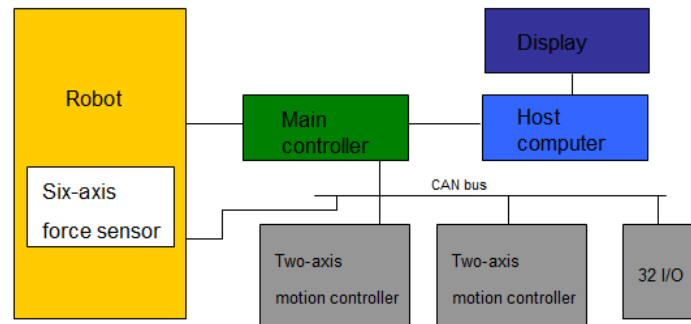 Robot
Six-axis
force sensor
Main
controller
Display
Host
computer
CAN bus
Two-axis
motion controller
Two-axis
motion controller
32 I/O